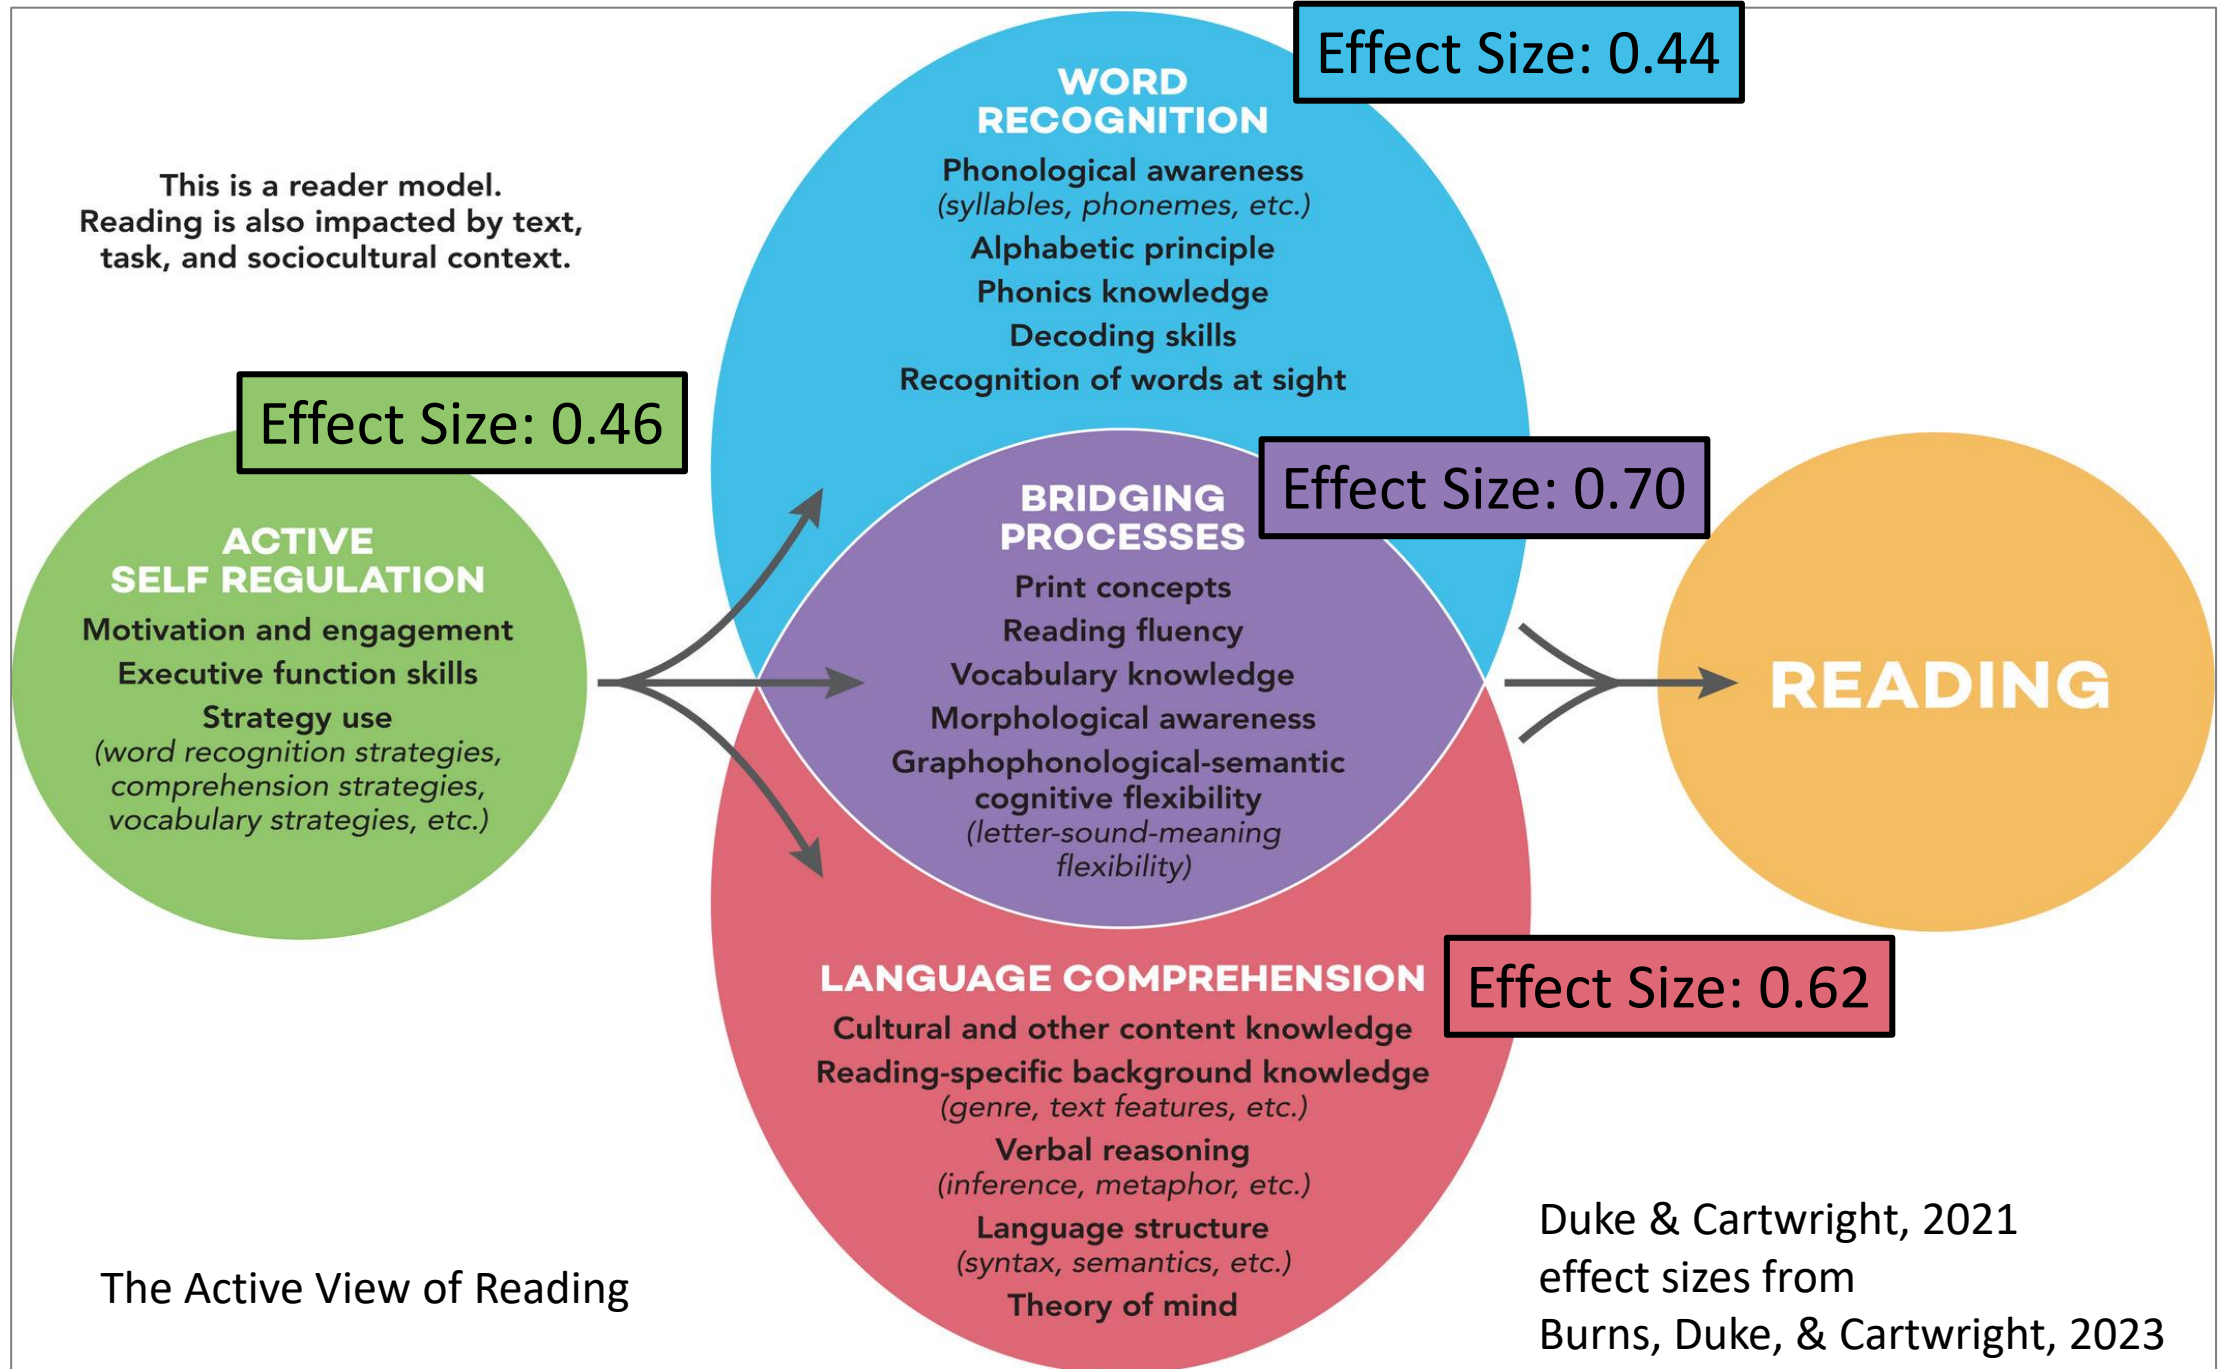 This is a reader model.
Reading is also impacted by text,
task, and sociocultural context.
Effect Size: 0.46
ACTIVE
SELF REGULATION
Motivation and engagement
Executive function skills
Strategy use
(word recognition strategies,
comprehension strategies,
vocabulary strategies, etc.)
Effect Size: 0.44
WORD
RECOGNITION
Phonological awareness
(syllables, phonemes, etc.)
Alphabetic principle
Phonics knowledge
Decoding skills
Recognition of words at sight
Effect Size: 0.70
BRIDGING
PROCESSES
Print concepts
Reading fluency
Vocabulary knowledge
Morphological awareness
Graphophonological-semantic
cognitive flexibility
(letter-sound-meaning
flexibility)
Effect Size: 0.62
LANGUAGE COMPREHENSION
Cultural and other content knowledge
Reading-specific background knowledge
(genre, text features, etc.)
Verbal reasoning
(inference, metaphor, etc.)
Language structure
(syntax, semantics, etc.)
Theory of mind
READING
The Active View of Reading
Duke & Cartwright, 2021
effect sizes from
Burns, Duke, & Cartwright, 2023